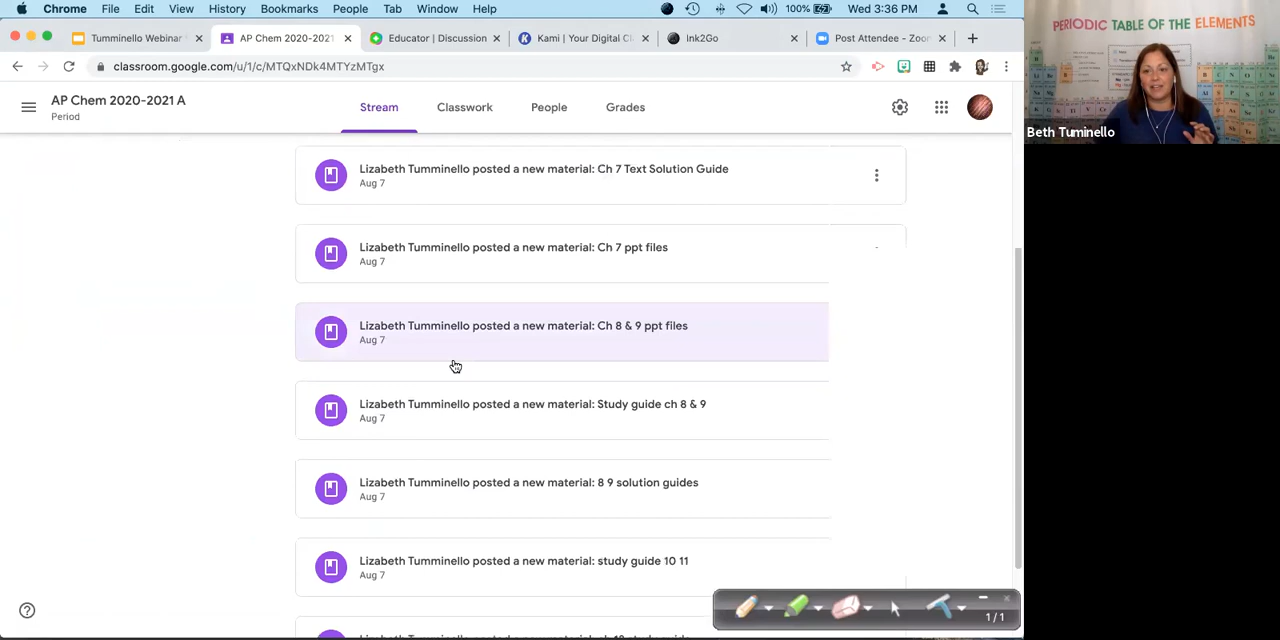 Chrome File Edit View History Bookmarks People Tab Window Help 100% Wed 3:36 PM
Tumminello Webinar AP Chem 2020-2021 Educator | Discussion Kami | Your Digital Ink2Go Post Attendee - Zoo
classroom.google.com/u/1/c/MTQxNDk4MTYzMTgx
AP Chem 2020-2021 A
Period
Stream Classwork People Grades
Lizabeth Tumminello posted a new material: Ch 7 Text Solution Guide
Aug 7
Lizabeth Tumminello posted a new material: Ch 7 ppt files
Aug 7
Lizabeth Tumminello posted a new material: Ch 8 & 9 ppt files
Aug 7
Lizabeth Tumminello posted a new material: Study guide ch 8 & 9
Aug 7
Lizabeth Tumminello posted a new material: 8 9 solution guides
Aug 7
Lizabeth Tumminello posted a new material: study guide 10 11
Aug 7
1/1
PERIODIC TABLE OF THE ELEMENTS
Beth Tuminello